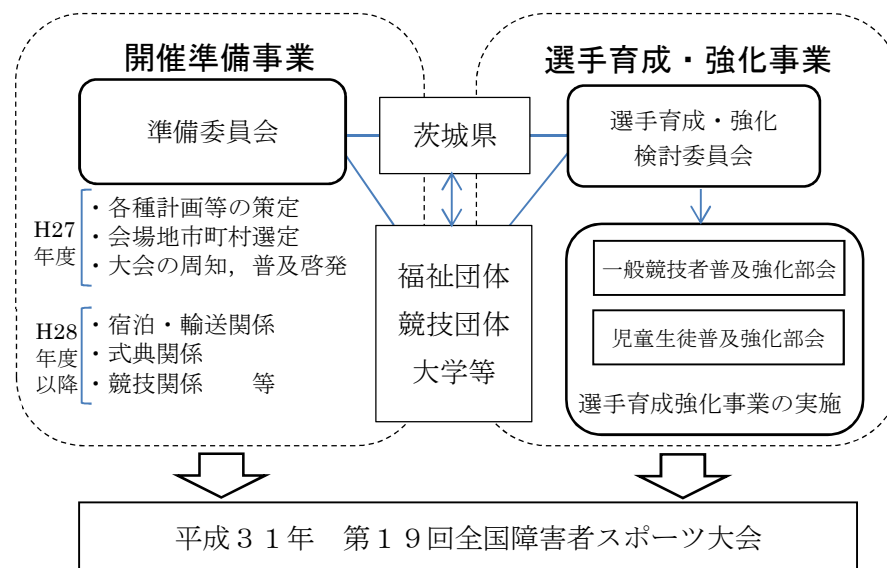 開催準備事業
準備委員会
H27
年度
・各種計画等の策定
・会場地市町村選定
・大会の周知，普及啓発
H28
年度
以降
・宿泊・輸送関係
・式典関係
・競技関係　　等
茨城県
福祉団体
競技団体
大学等
選手育成・強化事業
選手育成・強化
検討委員会
一般競技者普及強化部会
児童生徒普及強化部会
選手育成強化事業の実施
平成３１年　第１９回全国障害者スポーツ大会